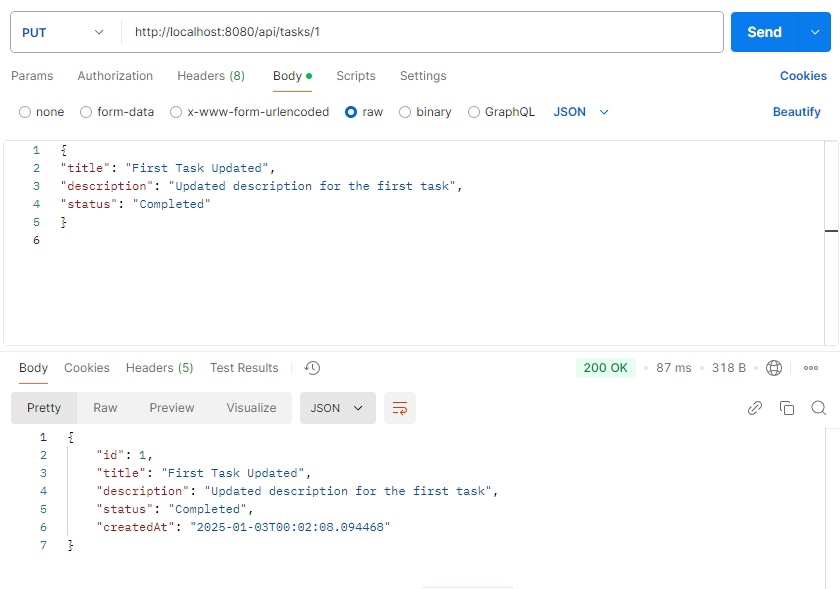 PUT http://localhost:8080/api/tasks/1 Send
Params Authorization Headers (8) Body Scripts Settings Cookies
none form-data x-www-form-urlencoded raw binary GraphQL JSON Beautify
1 {
2 "title": "First Task Updated",
3 "description": "Updated description for the first task",
4 "status": "Completed"
5 }
6
Body Cookies Headers (5) Test Results 200 OK 87 ms 318 B
Pretty Raw Preview Visualize JSON
1 {
2 "id": 1,
3 "title": "First Task Updated",
4 "description": "Updated description for the first task",
5 "status": "Completed",
6 "createdAt": "2025-01-03T00:02:08.094468"
7 }